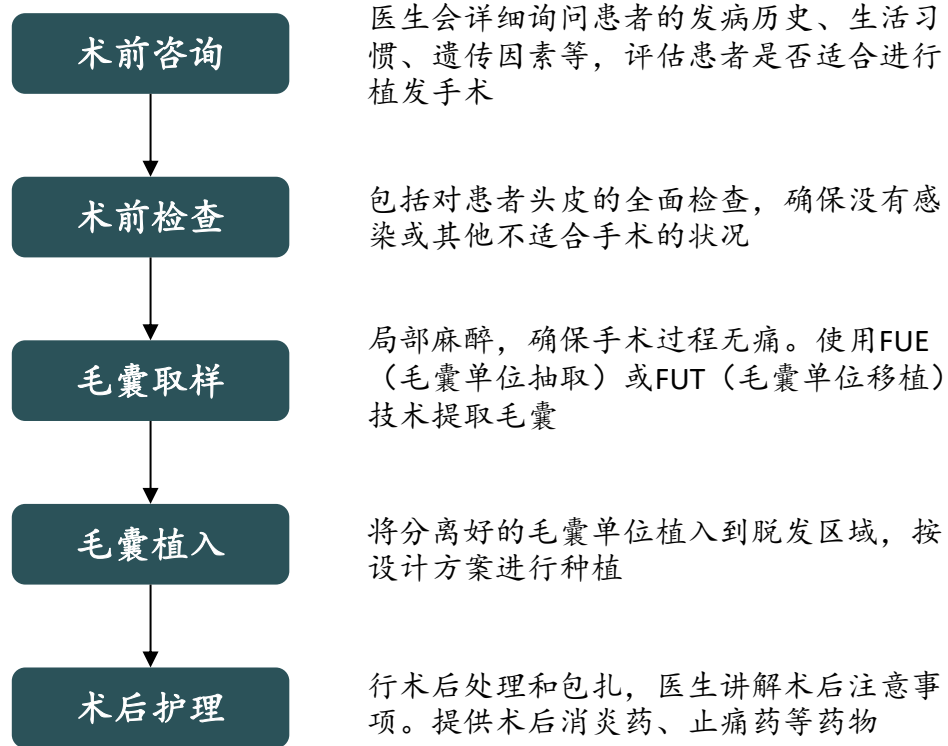 术前咨询
医生会详细询问患者的发病历史、生活习
惯、遗传因素等，评估患者是否适合进行
植发手术
术前检查
包括对患者头皮的全面检查，确保没有感
染或其他不适合手术的状况
毛囊取样
局部麻醉，确保手术过程无痛。使用FUE
（毛囊单位抽取）或FUT（毛囊单位移植）
技术提取毛囊
毛囊植入
将分离好的毛囊单位植入到脱发区域，按
设计方案进行种植
术后护理
行术后处理和包扎，医生讲解术后注意事
项。提供术后消炎药、止痛药等药物